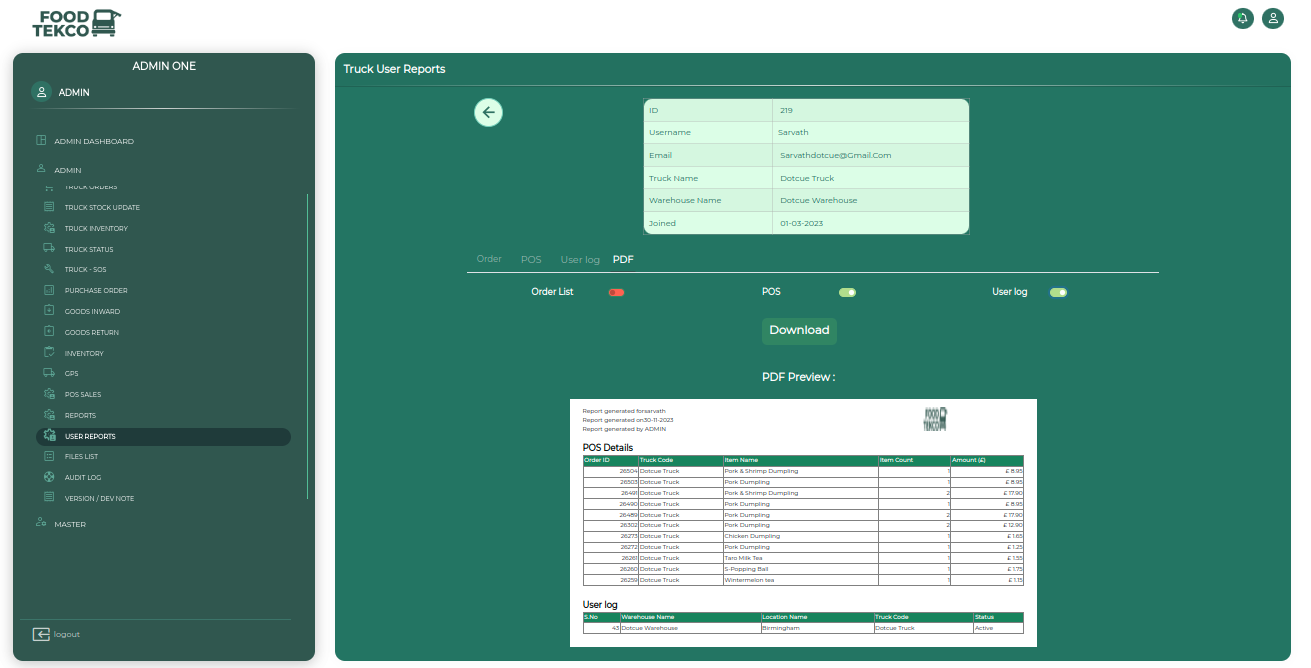 FOOD
TEKCO
ADMIN ONE
ADMIN
ADMIN DASHBOARD
ADMIN
TRUCK ORDERS
TRUCK STOCK UPDATE
TRUCK INVENTORY
TRUCK STATUS
TRUCK - SOS
PURCHASE ORDER
GOODS INWARD
GOODS RETURN
INVENTORY
GPS
POS SALES
REPORTS
USER REPORTS
FILES LIST
AUDIT LOG
VERSION / DEV NOTE
MASTER
logout
Truck User Reports
ID 219
Username Sarvath
Email Sarvathdotcue@Gmail.Com
Truck Name Dotcue Truck
Warehouse Name Dotcue Warehouse
Joined 01-03-2023
Order POS User log PDF
Order List POS User log
Download
PDF Preview :
Report generated forsarvath
Report generated on30-11-2023
Report generated by ADMIN
FOOD
TEKCO
POS Details
Order ID Truck Code Item Name Item Count Amount (£)
26504 Dotcue Truck Pork & Shrimp Dumpling 1 £ 8.95
26503 Dotcue Truck Pork Dumpling 1 £ 8.95
26491 Dotcue Truck Pork & Shrimp Dumpling 2 £ 17.90
26490 Dotcue Truck Pork Dumpling 1 £ 8.95
26489 Dotcue Truck Pork Dumpling 2 £ 17.90
26302 Dotcue Truck Pork Dumpling 2 £ 12.90
26273 Dotcue Truck Chicken Dumpling 1 £ 1.65
26272 Dotcue Truck Pork Dumpling 1 £ 1.25
26261 Dotcue Truck Taro Milk Tea 1 £ 1.55
26260 Dotcue Truck S-Popping Ball 1 £ 1.75
26259 Dotcue Truck Wintermelon tea 1 £ 1.15
User log
S.No Warehouse Name Location Name Truck Code Status
43 Dotcue Warehouse Birmingham Dotcue Truck Active